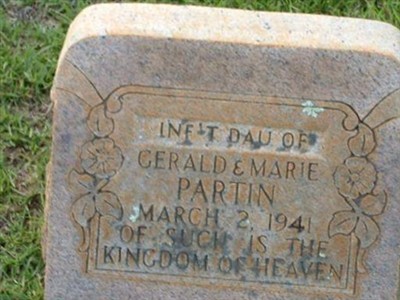 INF'T DAU OF
GERALD & MARIE
PARTIN
MARCH 2, 1941
OF SUCH IS THE
KINGDOM OF HEAVEN